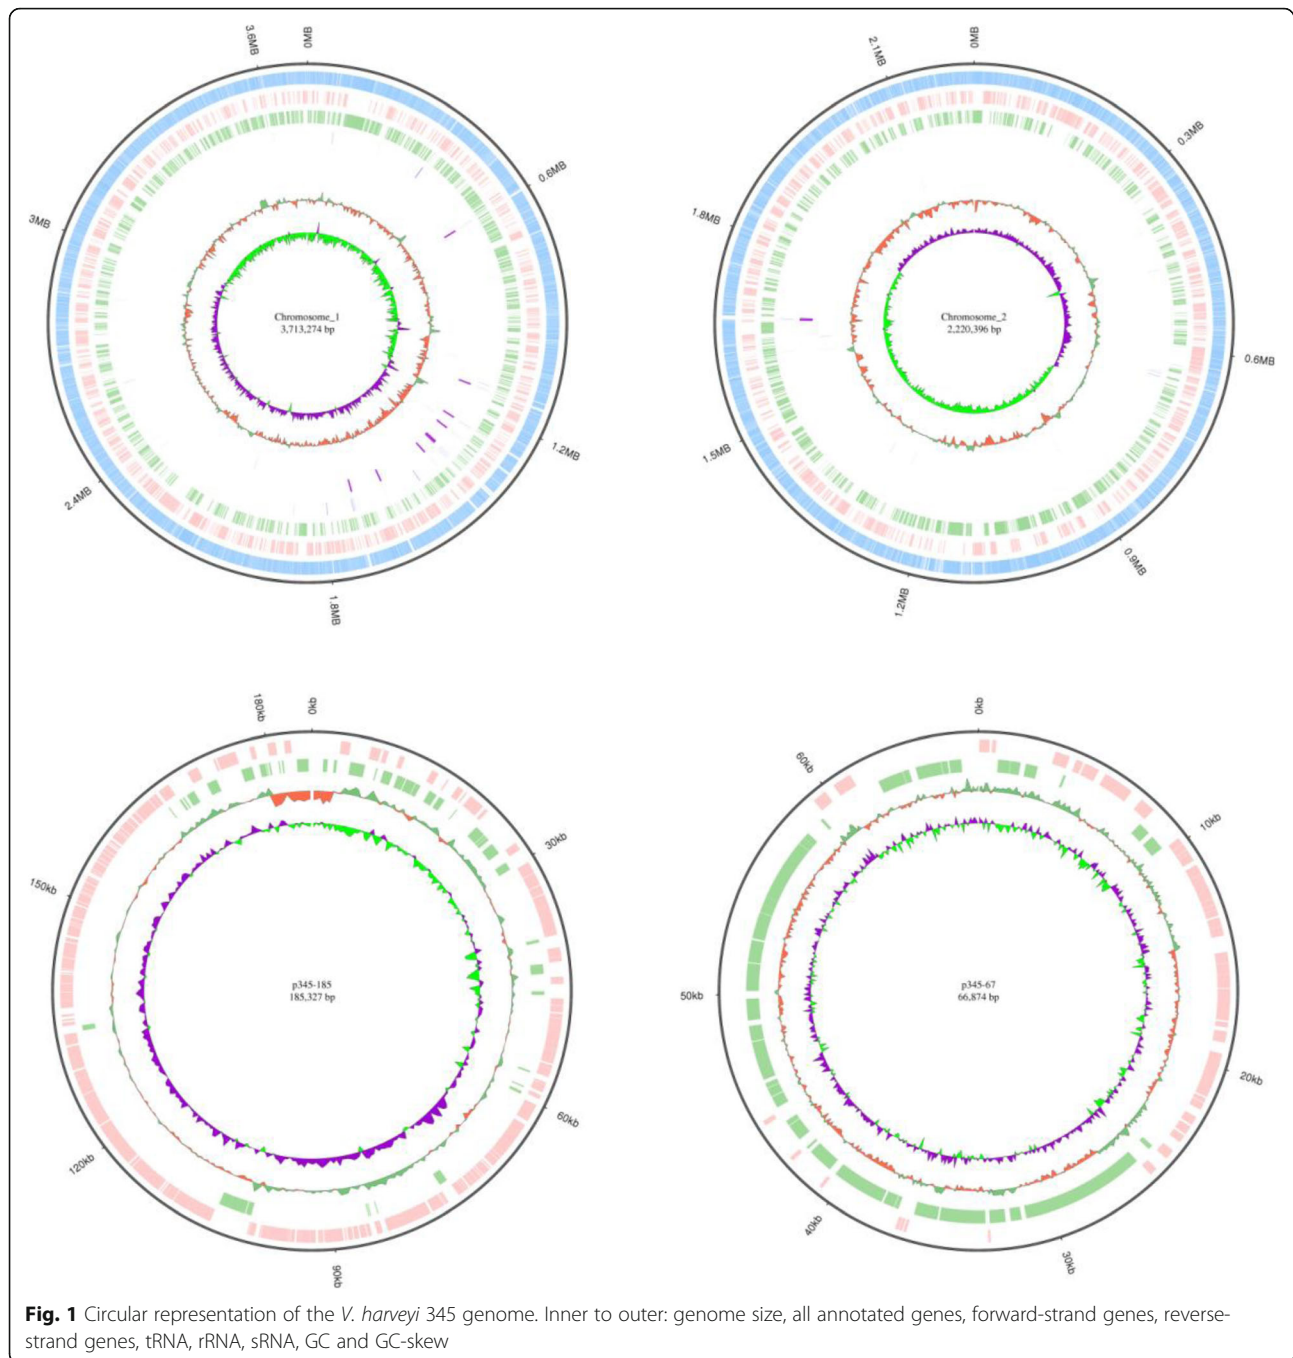 3.6MB
0MB
0.6MB
1.2MB
1.8MB
2.4MB
3MB
Chromosome_1
3,713,274 bp
2.1MB
0MB
0.3MB
0.6MB
0.9MB
1.2MB
1.5MB
1.8MB
Chromosome_2
2,220,396 bp
180kb
0kb
30kb
60kb
90kb
120kb
150kb
p345-185
185,327 bp
0kb
10kb
20kb
30kb
40kb
50kb
60kb
p345-67
66,874 bp
Fig. 1 Circular representation of the V. harveyi 345 genome. Inner to outer: genome size, all annotated genes, forward-strand genes, reverse-
strand genes, tRNA, rRNA, sRNA, GC and GC-skew